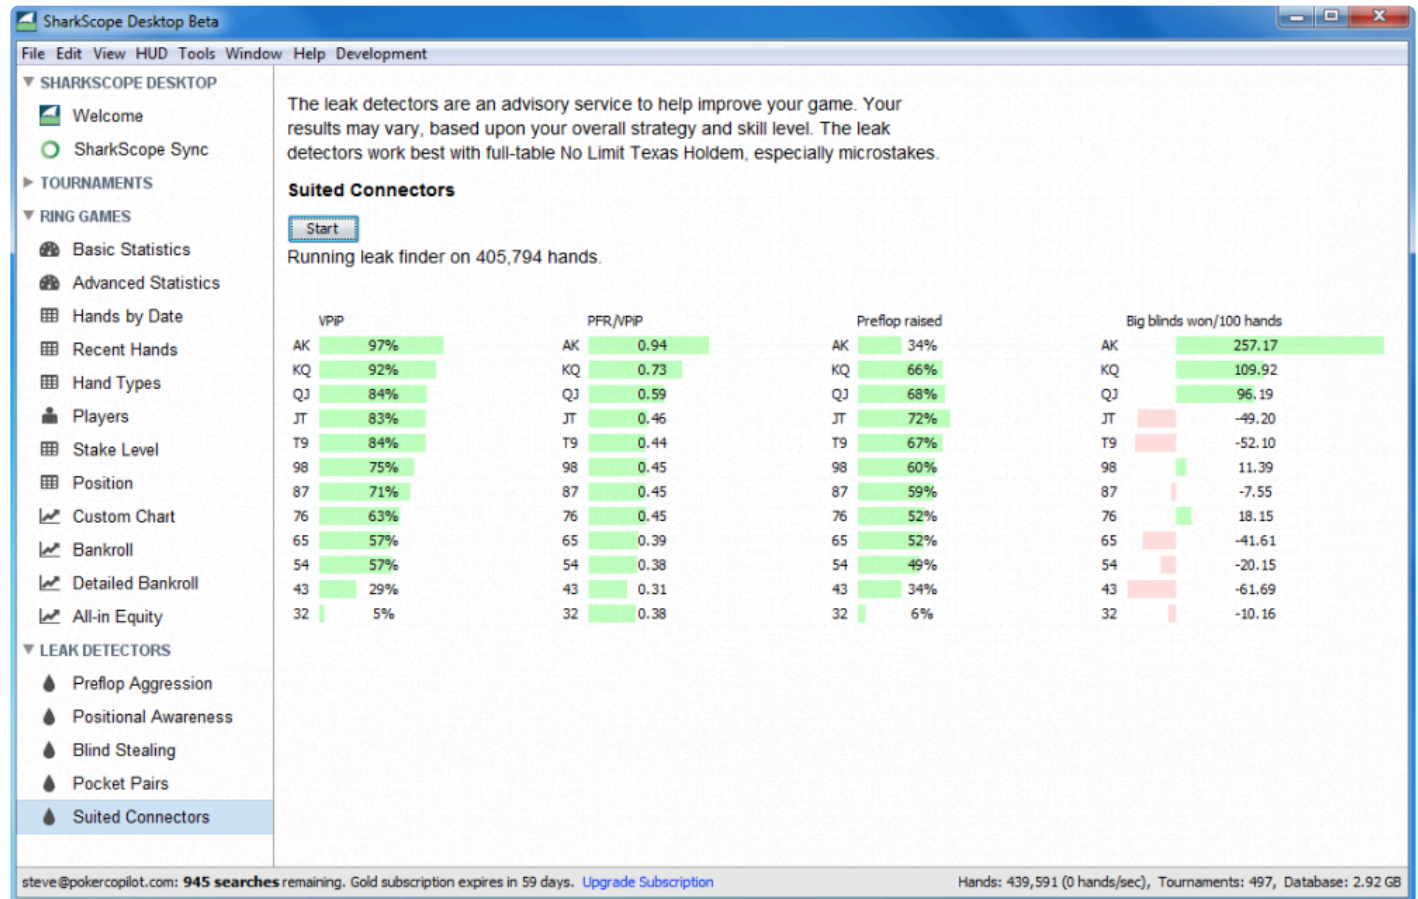 SharkScope Desktop Beta
File Edit View HUD Tools Window Help Development
SHARKSCOPE DESKTOP
Welcome
SharkScope Sync
TOURNAMENTS
RING GAMES
Basic Statistics
Advanced Statistics
Hands by Date
Recent Hands
Hand Types
Players
Stake Level
Position
Custom Chart
Bankroll
Detailed Bankroll
All-in Equity
LEAK DETECTORS
Preflop Aggression
Positional Awareness
Blind Stealing
Pocket Pairs
Suited Connectors
The leak detectors are an advisory service to help improve your game. Your
results may vary, based upon your overall strategy and skill level. The leak
detectors work best with full-table No Limit Texas Holdem, especially microstakes.
Suited Connectors
Start
Running leak finder on 405,794 hands.
VPiP PFR/VPiP Preflop raised Big blinds won/100 hands
AK 97% AK 0.94 AK 34% AK 257.17
KQ 92% KQ 0.73 KQ 66% KQ 109.92
QJ 84% QJ 0.59 QJ 68% QJ 96.19
JT 83% JT 0.46 JT 72% JT -49.20
T9 84% T9 0.44 T9 67% T9 -52.10
98 75% 98 0.45 98 60% 98 11.39
87 71% 87 0.45 87 59% 87 -7.55
76 63% 76 0.45 76 52% 76 18.15
65 57% 65 0.39 65 52% 65 -41.61
54 57% 54 0.38 54 49% 54 -20.15
43 29% 43 0.31 43 34% 43 -61.69
32 5% 32 0.38 32 6% 32 -10.16
steve@pokercopilot.com: 945 searches remaining. Gold subscription expires in 59 days. Upgrade Subscription Hands: 439,591 (0 hands/sec), Tournaments: 497, Database: 2.92 GB